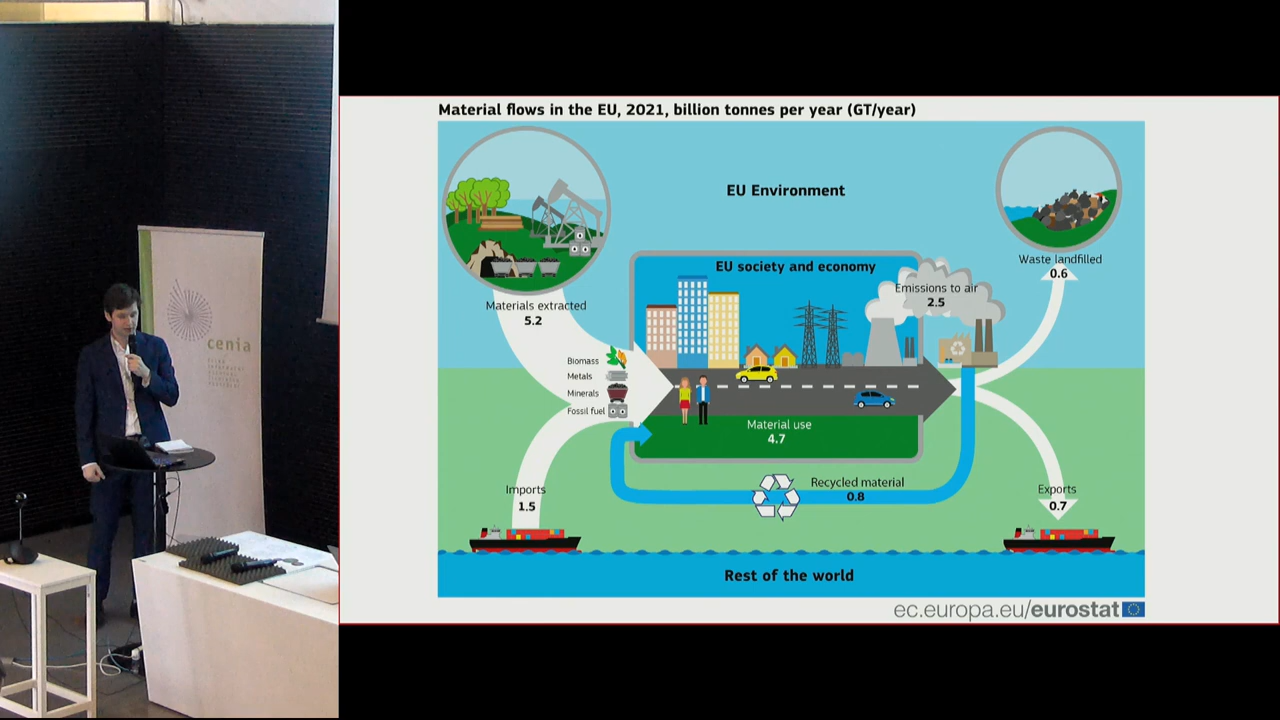 Material flows in the EU, 2021, billion tonnes per year (GT/year)
EU Environment
EU society and economy
Waste landfilled
0.6
Emissions to air
2.5
Materials extracted
5.2
Biomass
Metals
Minerals
Fossil fuel
Material use
4.7
Recycled material
0.8
Imports
1.5
Exports
0.7
Rest of the world
ec.europa.eu/eurostat
cenia